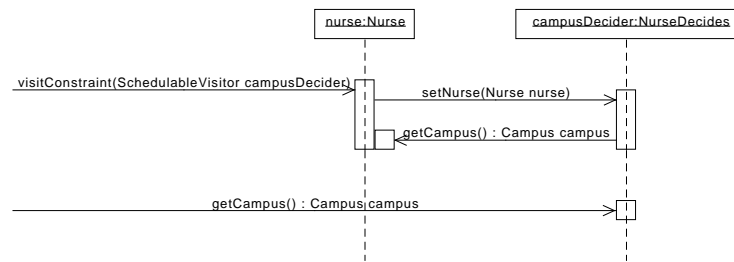 nurse:Nurse
campusDecider:NurseDecides
visitConstraint(SchedulableVisitor campusDecider)
setNurse(Nurse nurse)
getCampus() : Campus campus
getCampus() : Campus campus